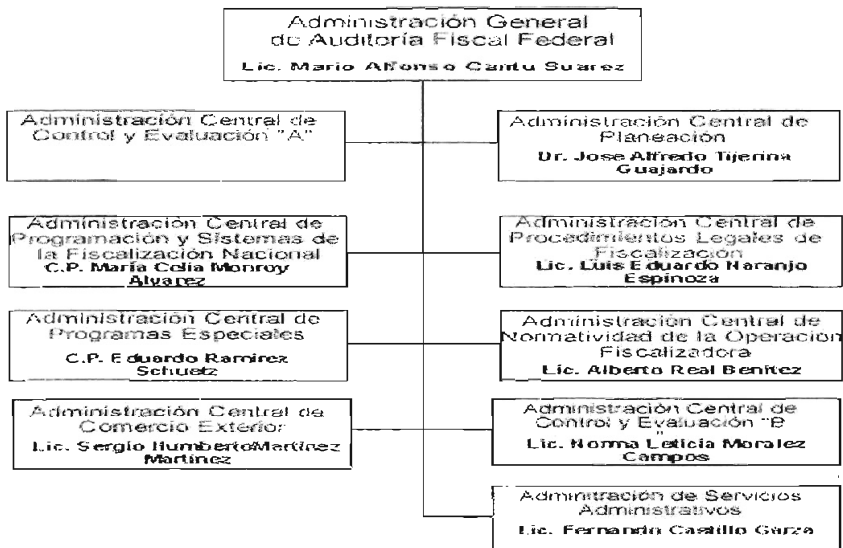 Administración General
de Auditoría Fiscal Federal
Lic. Mario Alfonso Cantu Suarez
Administración Central de
Control y Evaluación "A"
Administración Central de
Planeación
Dr. Jose Alfredo Tijerina
Guajardo
Administración Central de
Programación y Sistemas de
la Fiscalización Nacional
C.P. María Celia Monroy
Alvarez
Administración Central de
Procedimientos Legales de
Fiscalización
Lic. Luis Eduardo Naranjo
Espinoza
Administración Central de
Programas Especiales
C.P. Eduardo Ramirez
Schuetz
Administración Central de
Normatividad de la Operación
Fiscalizadora
Lic. Alberto Real Benítez
Administración Central de
Comercio Exterior
Lic. Sergio HumbertoMartínez
Martínez
Administración Central de
Control y Evaluación "B
"
Lic. Norma Leticia Moralez
Campos
Adminitración de Servicios
Administrativos
Lic. Fernando Castillo Garza